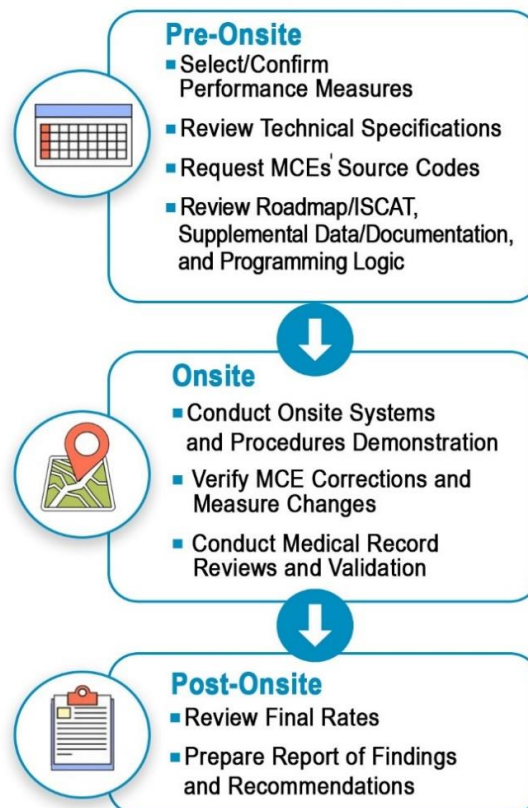 Pre-Onsite
▪ Select/Confirm
Performance Measures
▪ Review Technical Specifications
▪ Request MCEs' Source Codes
▪ Review Roadmap/ISCAT,
Supplemental Data/Documentation,
and Programming Logic
Onsite
▪ Conduct Onsite Systems
and Procedures Demonstration
▪ Verify MCE Corrections and
Measure Changes
▪ Conduct Medical Record
Reviews and Validation
Post-Onsite
▪ Review Final Rates
▪ Prepare Report of Findings
and Recommendations